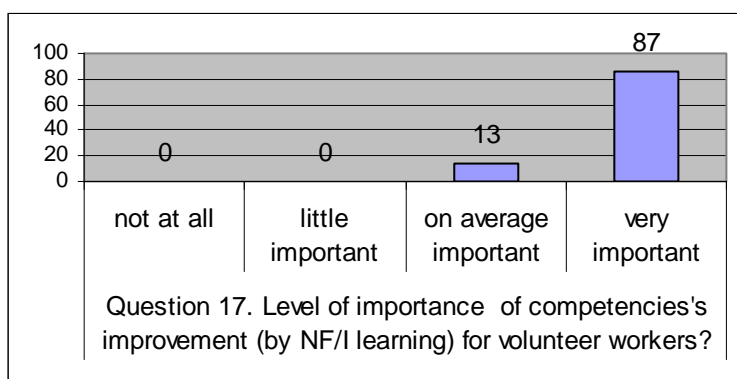 100
80
60
40
20
0
0
0
13
87
not at all
little
important
on average
important
very
important
Question 17. Level of importance of competencies's
improvement (by NF/I learning) for volunteer workers?